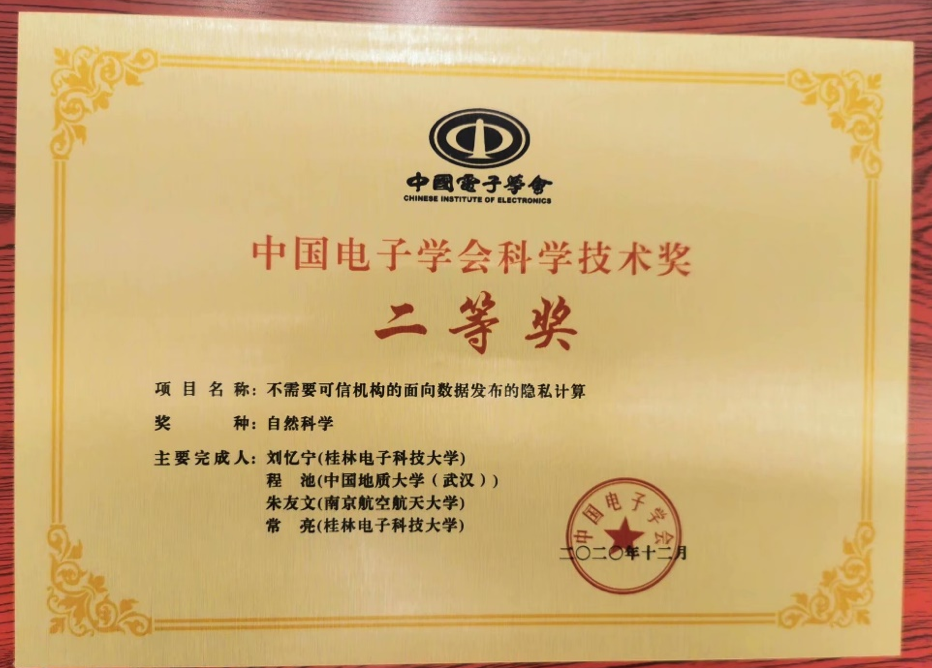 中國電子學會
CHINESE INSTITUTE OF ELECTRONICS
中国电子学会科学技术奖
二等奖
项目名称：不需要可信机构的面向数据发布的隐私计算
奖 种：自然科学
主要完成人：刘忆宁(桂林电子科技大学)
程 池(中国地质大学（武汉）)
朱友文(南京航空航天大学)
常 亮(桂林电子科技大学)
中国电子学会
二〇二〇年十二月